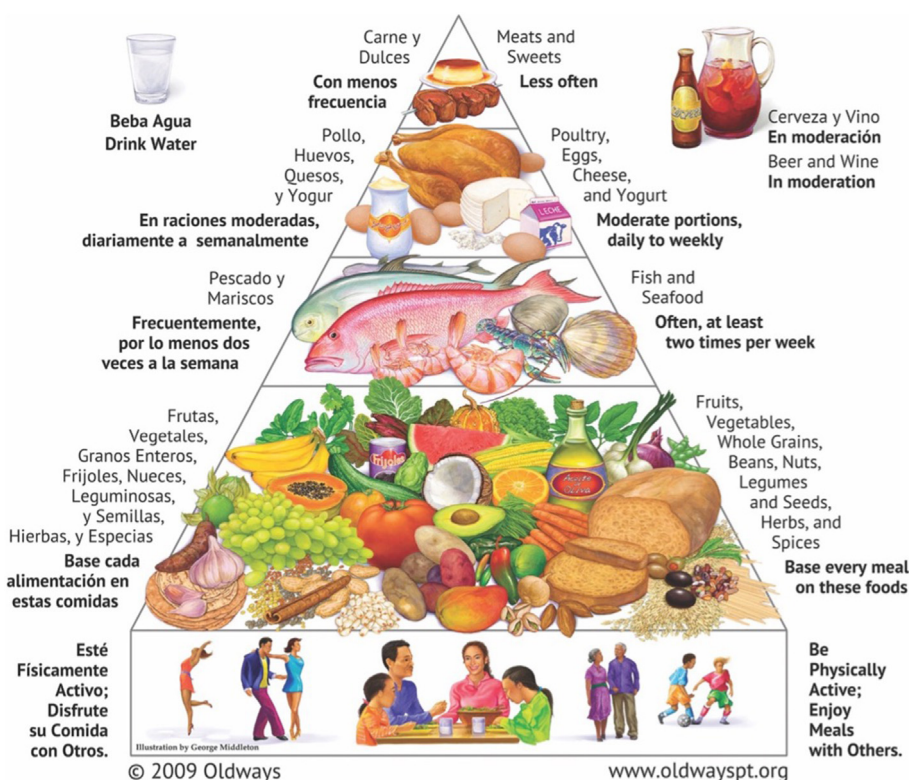 Carne y
Dulces
Con menos
frecuencia
Meats and
Sweets
Less often
Beba Agua
Drink Water
Cerveza y Vino
En moderación
Beer and Wine
In moderation
Pollo,
Huevos,
Quesos,
y Yogur
En raciones moderadas,
diariamente a semanalmente
Poultry,
Eggs,
Cheese,
and Yogurt
Moderate portions,
daily to weekly
LECHE
Pescado y
Mariscos
Frecuentemente,
por lo menos dos
veces a la semana
Fish and
Seafood
Often, at least
two times per week
Frutas,
Vegetales,
Granos Enteros,
Frijoles, Nueces,
Leguminosas,
y Semillas,
Hierbas, y Especias
Base cada
alimentación en
estas comidas
Frijoles
Fruits,
Vegetables,
Whole Grains,
Beans, Nuts,
Legumes
and Seeds,
Herbs, and
Spices
Base every meal
on these foods
Esté
Físicamente
Activo;
Disfrute
su Comida
con Otros.
Be
Physically
Active;
Enjoy
Meals
with Others.
Illustration by George Middleton
© 2009 Oldways
www.oldwayspt.org